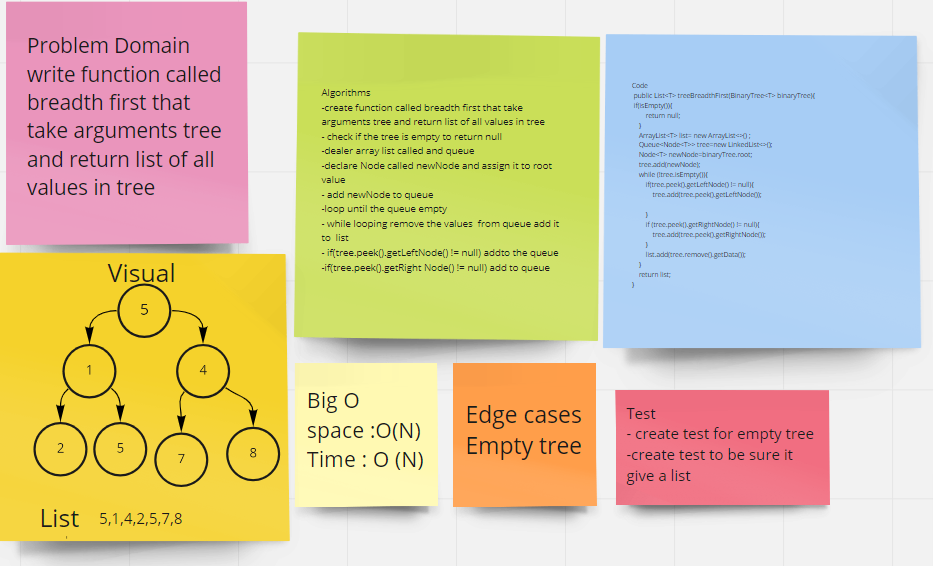 Problem Domain
write function called
breadth first that
take arguments tree
and return list of all
values in tree
Algorithms
-create function called breadth first that take
arguments tree and return list of all values in tree
- check if the tree is empty to return null
-dealer array list called and queue
-declare Node called newNode and assign it to root
value
- add newNode to queue
-loop until the queue empty
- while looping remove the values from queue add it
to list
- if(tree.peek().getLeftNode() != null) addto the queue
-if(tree.peek().getRight Node() != null) add to queue
Code
public List<T> treeBreadthFirst(BinaryTree<T> binaryTree){
if(isEmpty()){
return null;
}
ArrayList<T> list= new ArrayList<>() ;
Queue<Node<T>> tree=new LinkedList<>();
Node<T> newNode=binaryTree.root;
tree.add(newNode);
while (!tree.isEmpty()){
if(tree.peek().getLeftNode() != null){
tree.add(tree.peek().getLeftNode());
}
if (tree.peek().getRightNode() != null){
tree.add(tree.peek().getRightNode());
}
list.add(tree.remove().getData());
}
return list;
}
Visual
5
1 4
2 5 7 8
List 5,1,4,2,5,7,8
Big O
space :O(N)
Time : O (N)
Edge cases
Empty tree
Test
- create test for empty tree
-create test to be sure it
give a list